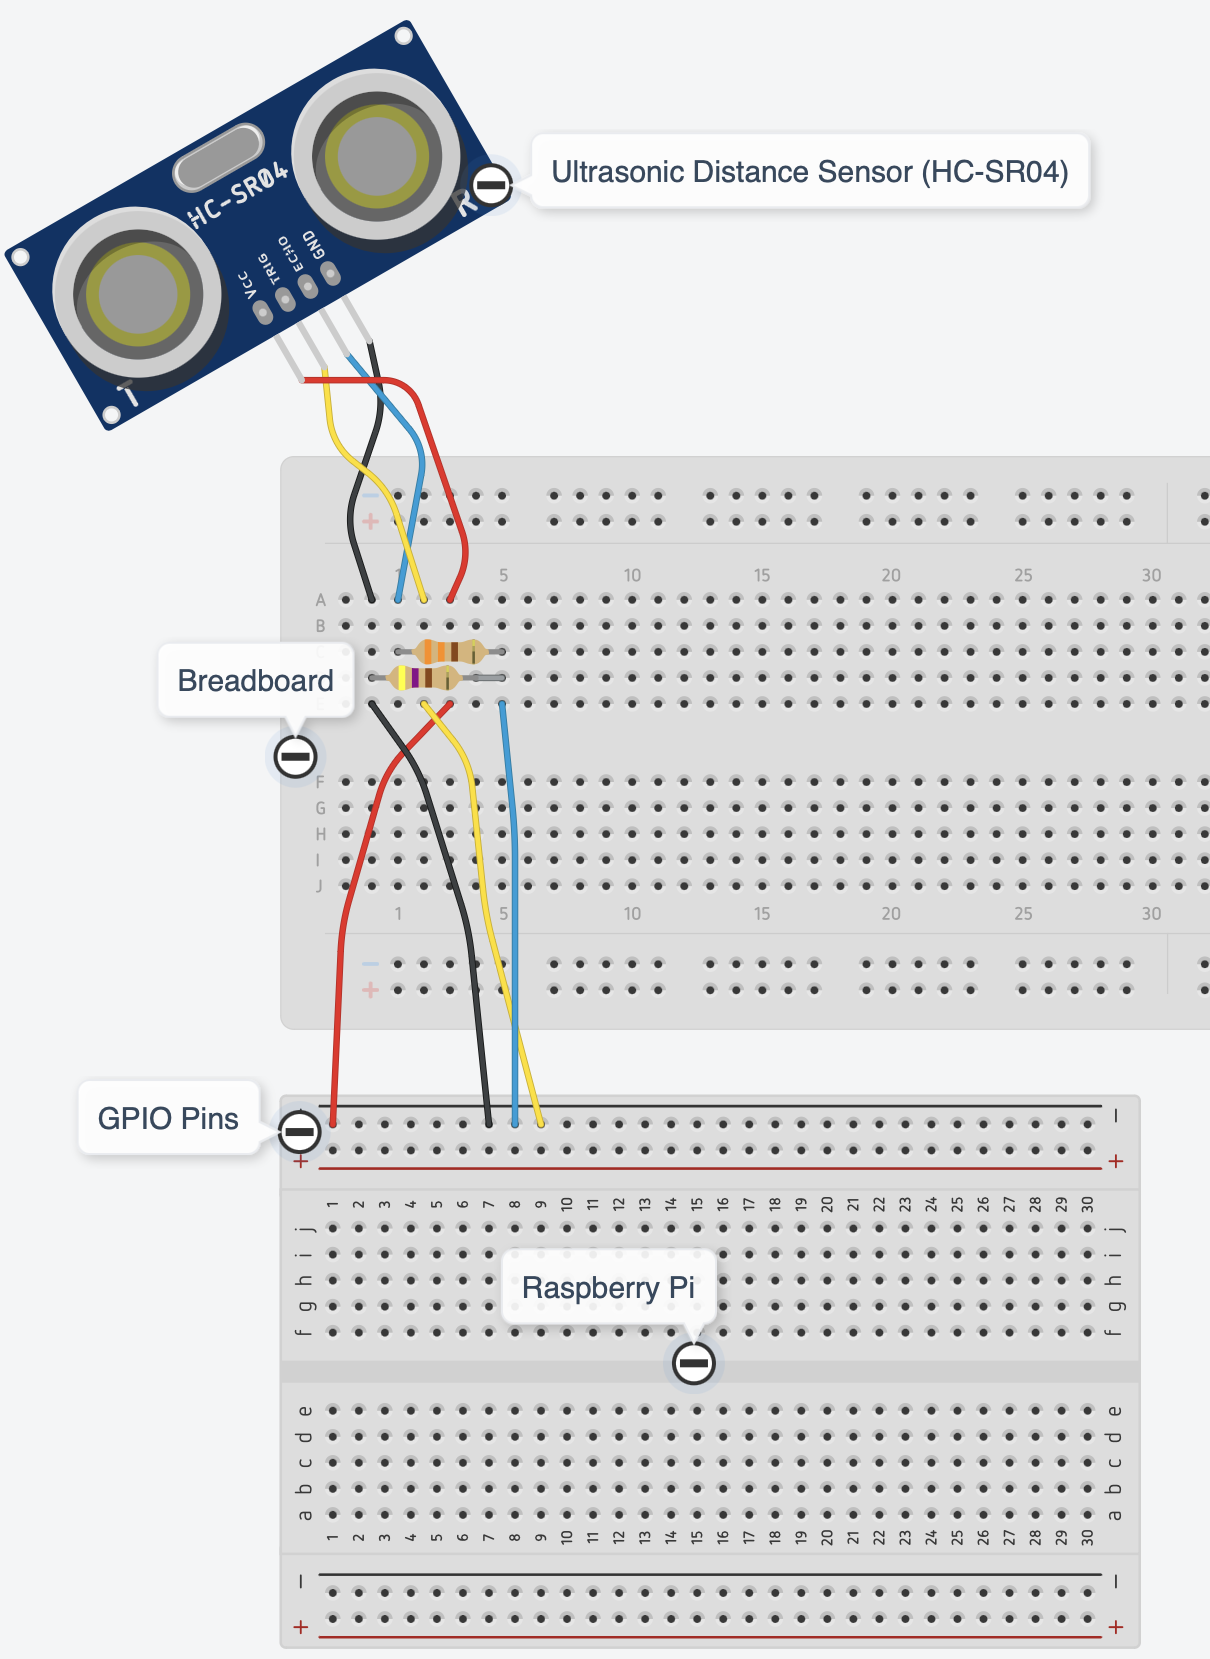 Ultrasonic Distance Sensor (HC-SR04)
HC-SR04
R
T
VCC
TRIG
ECHO
GND
− +
1 5 10 15 20 25 30
A
B
C
Breadboard
E
F
G
H
I
J
1 5 10 15 20 25 30
− +
GPIO Pins
−
+ +
1 2 3 4 5 6 7 8 9 10 11 12 13 14 15 16 17 18 19 20 21 22 23 24 25 26 27 28 29 30
j j
i i
h h
Raspberry Pi
g g
f f
e e
d d
c c
b b
a a
1 2 3 4 5 6 7 8 9 10 11 12 13 14 15 16 17 18 19 20 21 22 23 24 25 26 27 28 29 30
− −
+ +